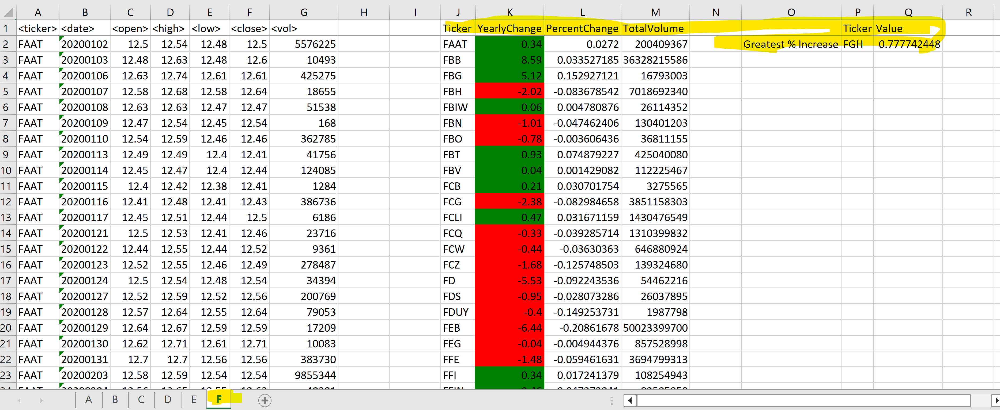 A B C D E F G H I J K L M N O P Q R
1 <ticker> <date> <open> <high> <low> <close> <vol> Ticker YearlyChange PercentChange TotalVolume Ticker Value
2 FAAT 20200102 12.5 12.54 12.48 12.5 5576225 FAAT 0.34 0.0272 200409367 Greatest % Increase FGH 0.777742448
3 FAAT 20200103 12.48 12.63 12.48 12.6 10493 FBB 8.59 0.033527185 36328215586
4 FAAT 20200106 12.63 12.74 12.61 12.61 425275 FBG 5.12 0.152927121 16793003
5 FAAT 20200107 12.58 12.68 12.58 12.64 18655 FBH -2.02 -0.083678542 7018692340
6 FAAT 20200108 12.63 12.63 12.47 12.47 51538 FBIW 0.06 0.004780876 26114352
7 FAAT 20200109 12.47 12.54 12.45 12.54 168 FBN -1.01 -0.047462406 130401203
8 FAAT 20200110 12.54 12.59 12.46 12.46 362785 FBO -0.78 -0.003606436 36811155
9 FAAT 20200113 12.49 12.49 12.4 12.41 41756 FBT 0.93 0.074879227 425040080
10 FAAT 20200114 12.45 12.47 12.4 12.44 124085 FBV 0.04 0.001429082 112225467
11 FAAT 20200115 12.4 12.42 12.38 12.41 1284 FCB 0.21 0.030701754 3275565
12 FAAT 20200116 12.41 12.48 12.41 12.43 386736 FCG -2.38 -0.082984658 3851158303
13 FAAT 20200117 12.45 12.51 12.44 12.5 6186 FCLI 0.47 0.031671159 1430476549
14 FAAT 20200121 12.5 12.53 12.41 12.46 23716 FCQ -0.33 -0.039285714 1310399832
15 FAAT 20200122 12.44 12.55 12.44 12.52 9361 FCW -0.44 -0.03630363 646880924
16 FAAT 20200123 12.52 12.55 12.46 12.49 278487 FCZ -1.68 -0.125748503 139324680
17 FAAT 20200124 12.5 12.54 12.48 12.54 34394 FD -5.53 -0.092243536 54462216
18 FAAT 20200127 12.52 12.59 12.52 12.56 200769 FDS -0.95 -0.028073286 26037895
19 FAAT 20200128 12.57 12.64 12.55 12.64 79053 FDUY -0.4 -0.149253731 1987798
20 FAAT 20200129 12.64 12.67 12.59 12.59 17209 FEB -6.44 -0.20861678 50023399700
21 FAAT 20200130 12.62 12.71 12.61 12.71 10083 FEG -0.04 -0.004944376 857528998
22 FAAT 20200131 12.7 12.7 12.56 12.56 383730 FFE -1.48 -0.059461631 3694799313
23 FAAT 20200203 12.58 12.59 12.54 12.54 9855344 FFI 0.34 0.017241379 108254943
A B C D E F